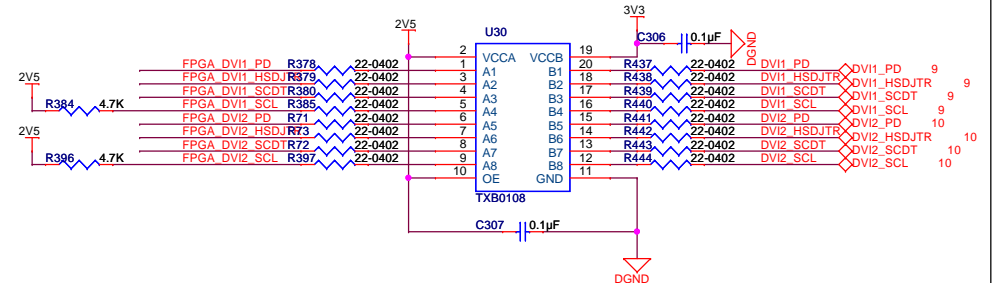 2V5 U30 3V3
C306 0.1µF DGND
2 VCCA VCCB 19
FPGA_DVI1_PD R378 22-0402 1 A1 B1 20 R437 22-0402 DVI1_PD DVI1_PD 9
2V5 FPGA_DVI1_HSDJTR R379 22-0402 3 A2 B2 18 R438 22-0402 DVI1_HSDJTR DVI1_HSDJTR 9
FPGA_DVI1_SCDT R380 22-0402 4 A3 B3 17 R439 22-0402 DVI1_SCDT DVI1_SCDT 9
R384 4.7K FPGA_DVI1_SCL R385 22-0402 5 A4 B4 16 R440 22-0402 DVI1_SCL DVI1_SCL 9
FPGA_DVI2_PD R71 22-0402 6 A5 B5 15 R441 22-0402 DVI2_PD DVI2_PD 10
2V5 FPGA_DVI2_HSDJTR R73 22-0402 7 A6 B6 14 R442 22-0402 DVI2_HSDJTR DVI2_HSDJTR 10
FPGA_DVI2_SCDT R72 22-0402 8 A7 B7 13 R443 22-0402 DVI2_SCDT DVI2_SCDT 10
R396 4.7K FPGA_DVI2_SCL R397 22-0402 9 A8 B8 12 R444 22-0402 DVI2_SCL DVI2_SCL 10
10 OE GND 11
TXB0108
C307 0.1µF
DGND